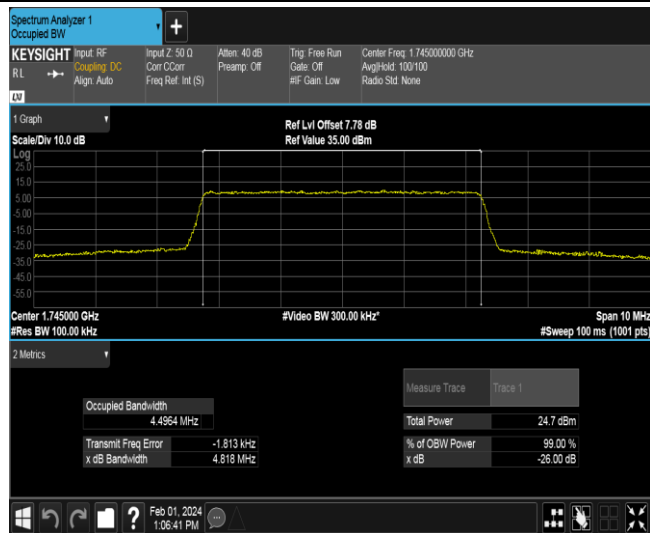 Spectrum Analyzer 1
Occupied BW
+
KEYSIGHT
RL
Input: RF
Coupling: DC
Align: Auto
Input Z: 50 Ω
Corr CCorr
Freq Ref: Int (S)
Atten: 40 dB
Preamp: Off
Trig: Free Run
Gate: Off
#IF Gain: Low
Center Freq: 1.745000000 GHz
Avg|Hold: 100/100
Radio Std: None
1 Graph
Scale/Div 10.0 dB
Ref Lvl Offset 7.78 dB
Ref Value 35.00 dBm
Log
25.0
15.0
5.00
-5.00
-15.0
-25.0
-35.0
-45.0
-55.0
Center 1.745000 GHz
#Res BW 100.00 kHz
#Video BW 300.00 kHz*
Span 10 MHz
#Sweep 100 ms (1001 pts)
2 Metrics
Measure Trace
Trace 1
Occupied Bandwidth
4.4964 MHz
Total Power
24.7 dBm
Transmit Freq Error
-1.813 kHz
% of OBW Power
99.00 %
x dB Bandwidth
4.818 MHz
x dB
-26.00 dB
?
Feb 01, 2024
1:06:41 PM